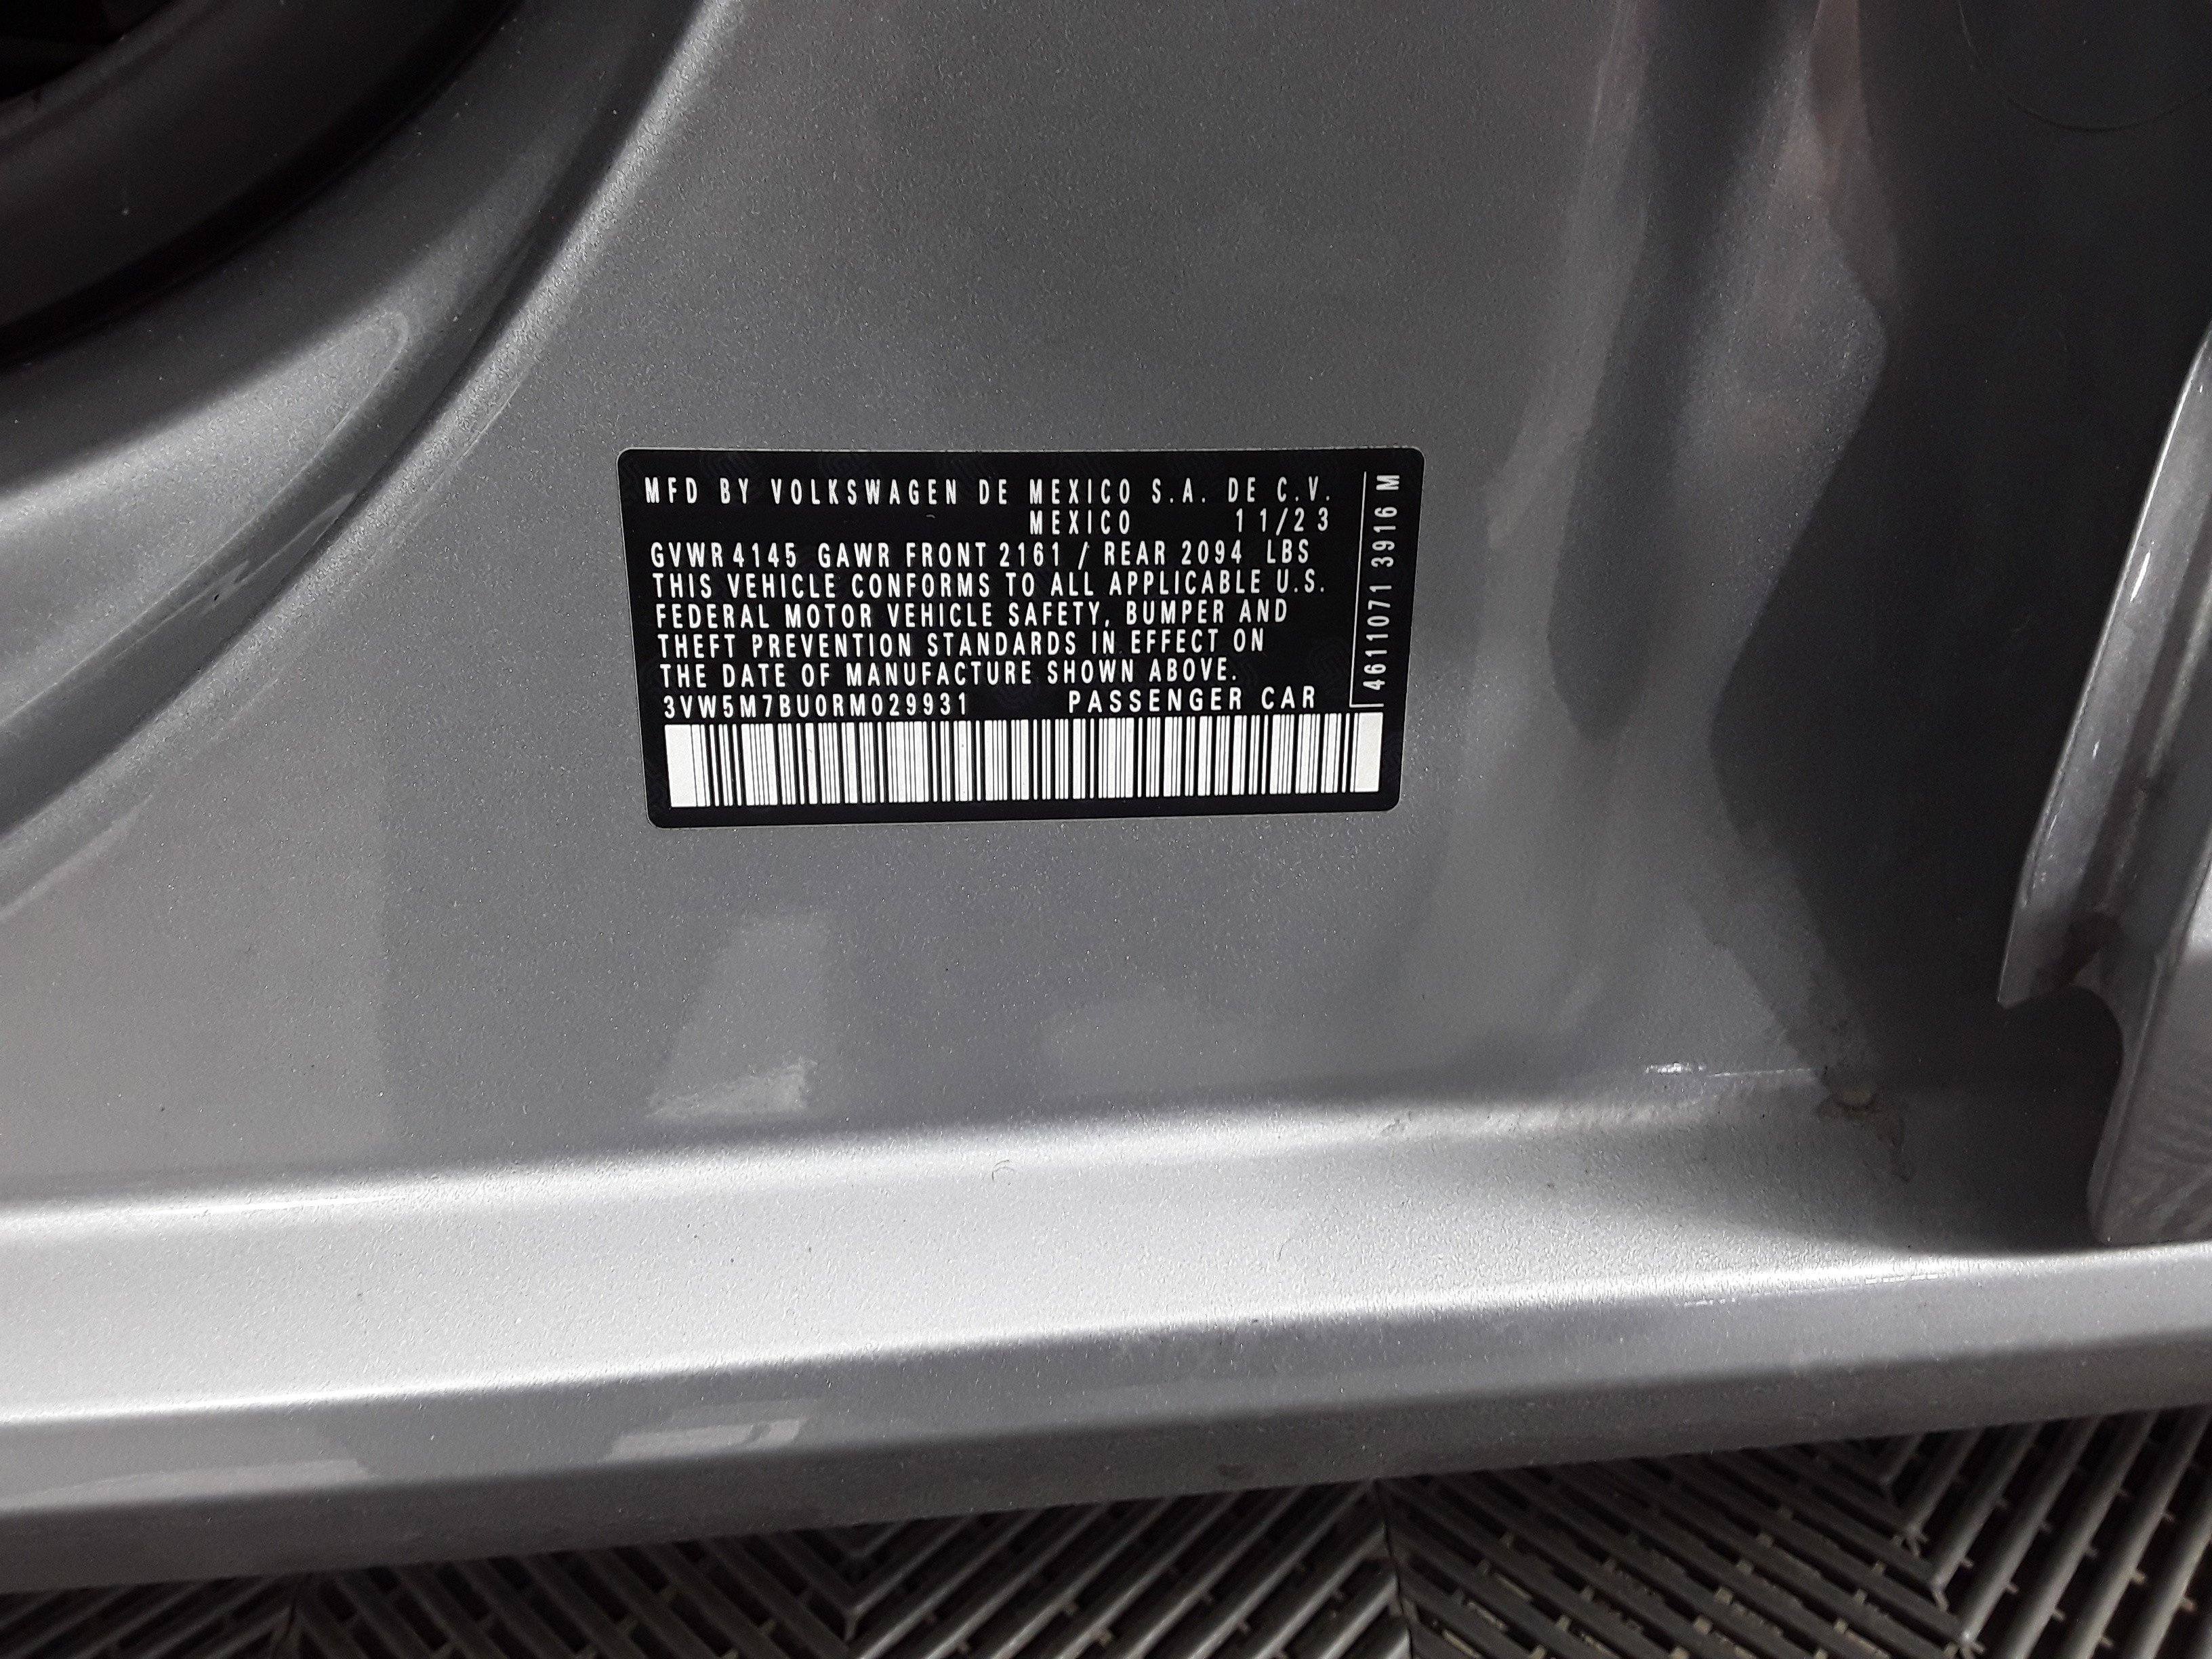 MFD BY VOLKSWAGEN DE MEXICO S.A. DE C.V.
MEXICO 11/23
GVWR 4145 GAWR FRONT 2161 / REAR 2094 LBS
THIS VEHICLE CONFORMS TO ALL APPLICABLE U.S.
FEDERAL MOTOR VEHICLE SAFETY, BUMPER AND
THEFT PREVENTION STANDARDS IN EFFECT ON
THE DATE OF MANUFACTURE SHOWN ABOVE.
3VW5M7BU0RM029931 PASSENGER CAR
46110071 3916 M